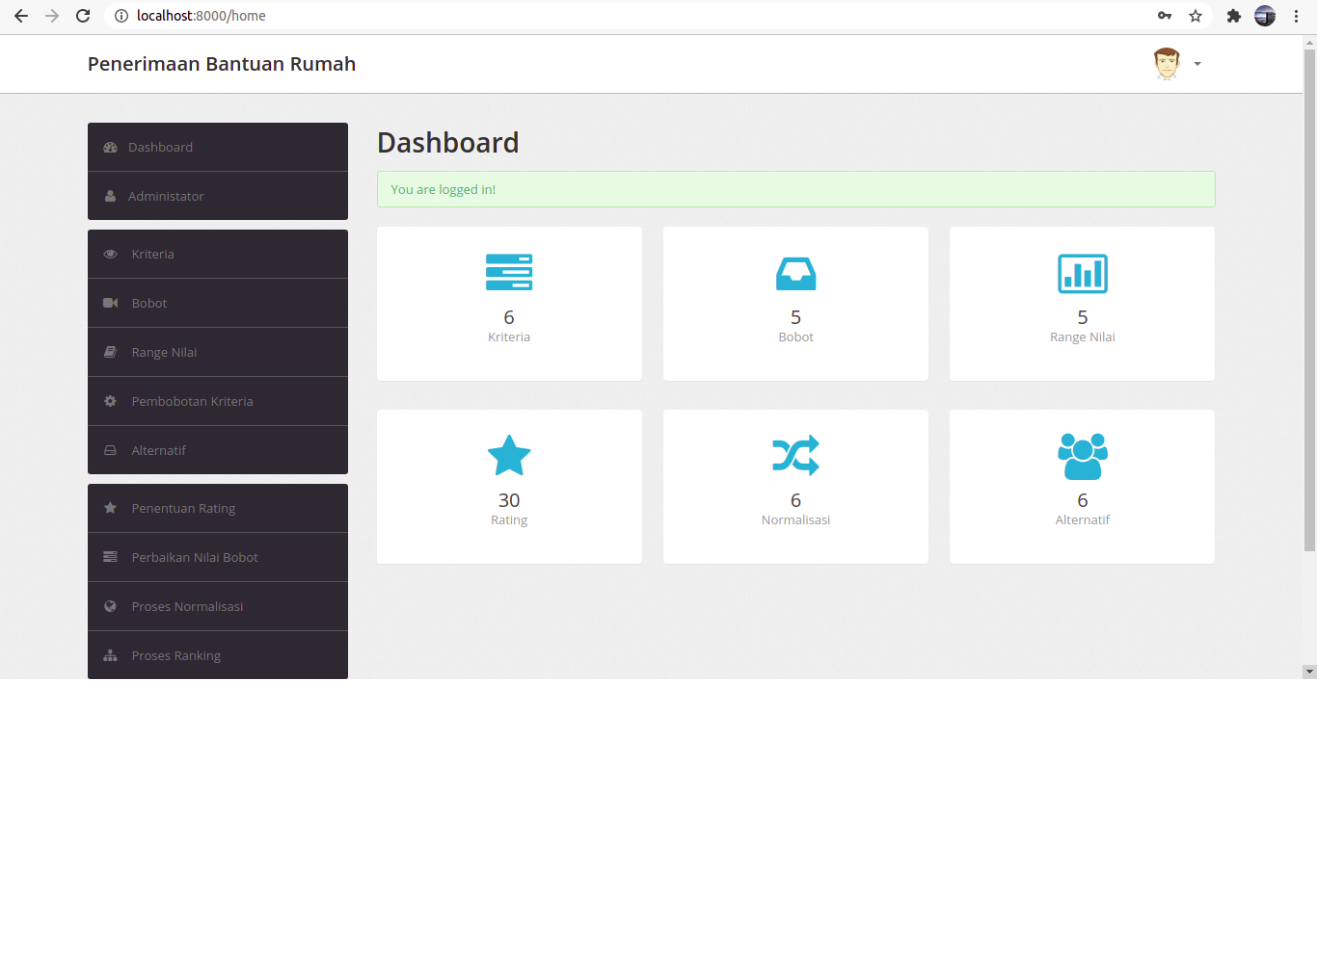 localhost:8000/home
Penerimaan Bantuan Rumah
Dashboard
Administator
Kriteria
Bobot
Range Nilai
Pembobotan Kriteria
Alternatif
Penentuan Rating
Perbaikan Nilai Bobot
Proses Normalisasi
Proses Ranking
Dashboard
You are logged in!
6
Kriteria
5
Bobot
5
Range Nilai
30
Rating
6
Normalisasi
6
Alternatif